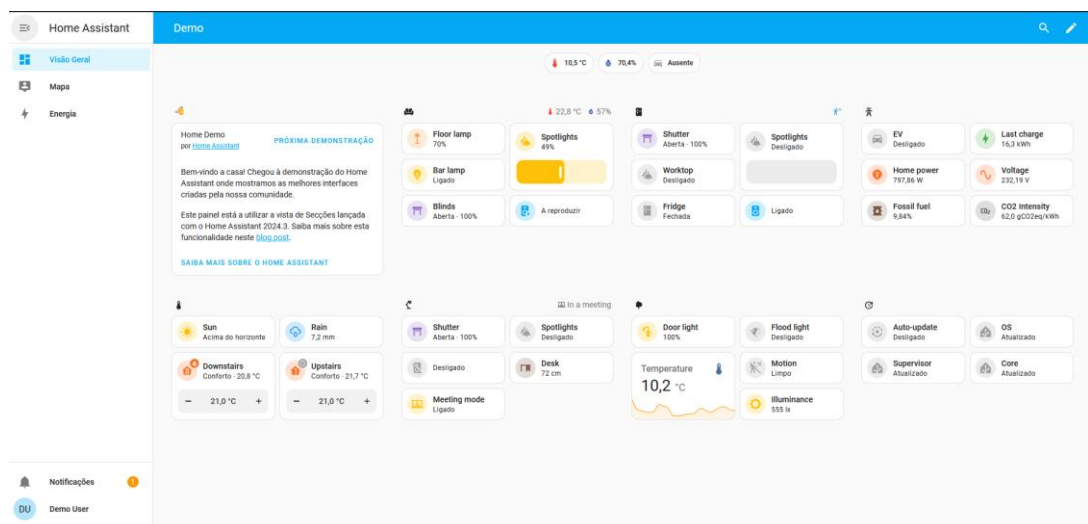 Home Assistant
Demo
Visão Geral
Mapa
Energia
10,5 °C
70,4%
Ausente
Home Demo
por Home Assistant
PRÓXIMA DEMONSTRAÇÃO
Bem-vindo a casa! Chegou
à demonstração do Home
Assistant onde mostramos
as melhores interfaces
criadas pela nossa comunidade.
Este painel está a utilizar a
vista de Secções lançada
com o Home Assistant 2024.3. Saiba mais sobre esta
funcionalidade neste blog post.
SAIBA MAIS SOBRE O HOME ASSISTANT
22,8 °C 57%
Floor lamp
70%
Spotlights
49%
Bar lamp
Ligado
Blinds
Aberta · 100%
A reproduzir
Shutter
Aberta · 100%
Spotlights
Desligado
Worktop
Desligado
Fridge
Fechada
Ligado
EV
Desligado
Last charge
16,3 kWh
Home power
797,86 W
Voltage
232,19 V
Fossil fuel
9,84%
CO2 Intensity
62,0 gCO2eq/kWh
Sun
Acima do horizonte
Rain
7,2 mm
Downstairs
Conforto · 20,8 °C
Upstairs
Conforto · 21,7 °C
− 21,0 °C +
− 21,0 °C +
In a meeting
Shutter
Aberta · 100%
Spotlights
Desligado
Desligado
Desk
72 cm
Meeting mode
Ligado
Door light
100%
Flood light
Desligado
Temperature
10,2 °C
Motion
Limpo
Illuminance
555 lx
Auto-update
Desligado
OS
Atualizado
Supervisor
Atualizado
Core
Atualizado
Notificações
1
DU
Demo User